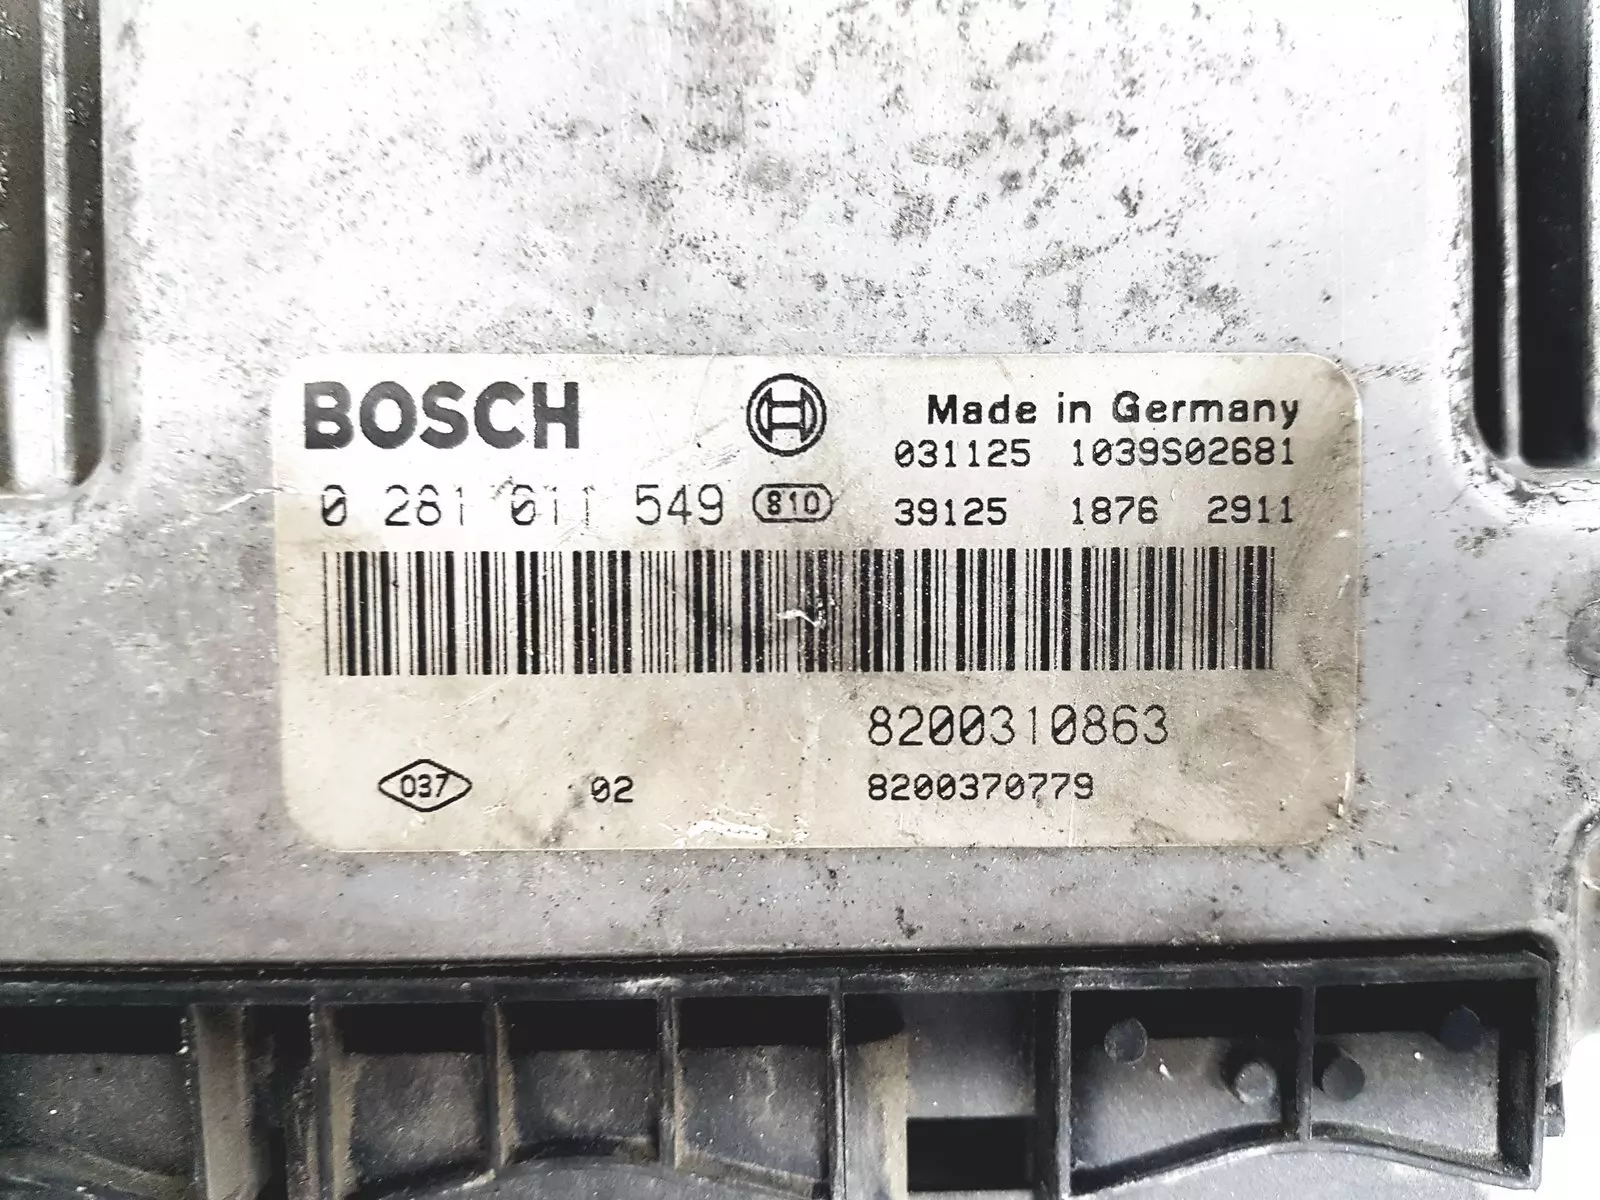 BOSCH
Made in Germany
031125 1039S02681
0 281 011 549 810 39125 1876 2911
8200310863
037 02 8200370779